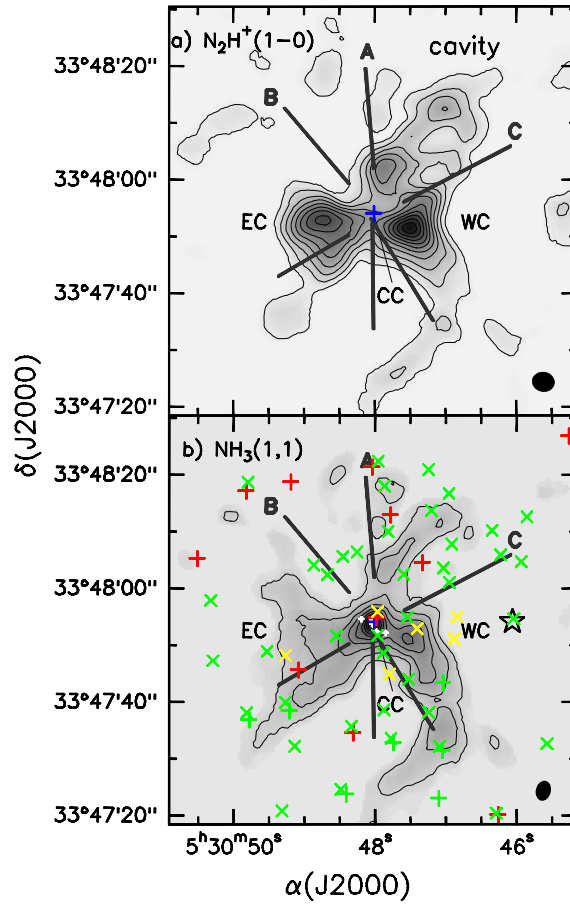 a) N₂H⁺(1-0)
cavity
A
B
C
EC
WC
CC
33°48'20''
33°48'00''
33°47'40''
33°47'20''
δ(J2000)
b) NH₃(1,1)
A
B
C
EC
WC
CC
33°48'20''
33°48'00''
33°47'40''
33°47'20''
5ʰ30ᵐ50ˢ
48ˢ
46ˢ
α(J2000)